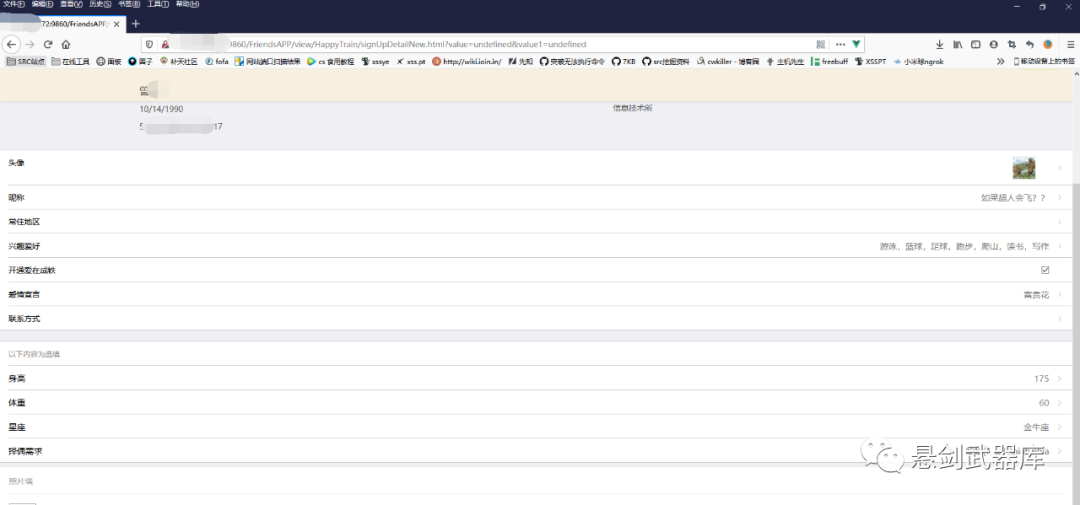 文件(F) 编辑(E) 查看(V) 历史(S) 书签(B) 工具(T) 帮助(H)
72:9860/FriendsAPP/
9860/FriendsAPP/view/HappyTrain/signUpDetailNew.html?value=undefined&value1=undefined
SRC站点 在线工具 面板 圈子 补天社区 fofa 网站端口扫描结果 cs 食用教程 xssye xss.pt http://wiki.ioin.in/ 先知 突破无法执行命令 7KB src挖掘资料 cwkiller - 博客园 主机先生 freebuff XSSPT 小米球ngrok 移动设备上的书签
10/14/1990 信息技术所
5 17
头像
昵称 如果超人会飞？？
常住地区
兴趣爱好 游泳，篮球，足球，跑步，爬山，读书，写作
开通爱在成铁
爱情宣言 富贵花
联系方式
以下内容为选填
身高 175
体重 60
星座 金牛座
择偶需求
悬剑武器库
照片墙